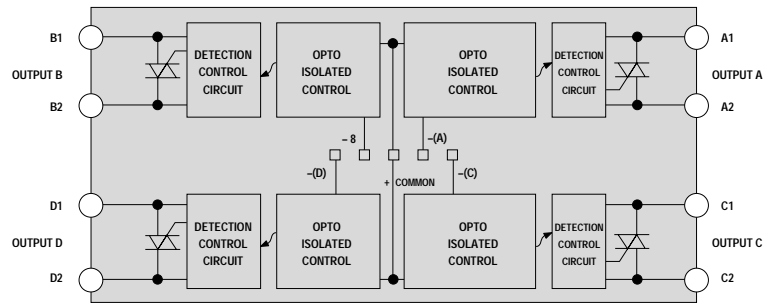 B1
OUTPUT B
B2
DETECTION
CONTROL
CIRCUIT
OPTO
ISOLATED
CONTROL
OPTO
ISOLATED
CONTROL
DETECTION
CONTROL
CIRCUIT
A1
OUTPUT A
A2
– 8
–(A)
–(D)
+ COMMON
–(C)
D1
OUTPUT D
D2
DETECTION
CONTROL
CIRCUIT
OPTO
ISOLATED
CONTROL
OPTO
ISOLATED
CONTROL
DETECTION
CONTROL
CIRCUIT
C1
OUTPUT C
C2